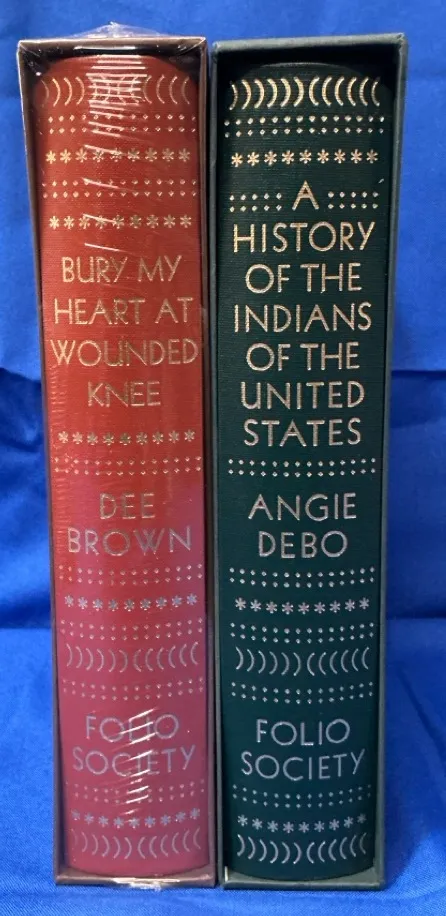 BURY MY
HEART AT
WOUNDED
KNEE
DEE
BROWN
FOLIO
SOCIETY
A
HISTORY
OF THE
INDIANS
OF THE
UNITED
STATES
ANGIE
DEBO
FOLIO
SOCIETY